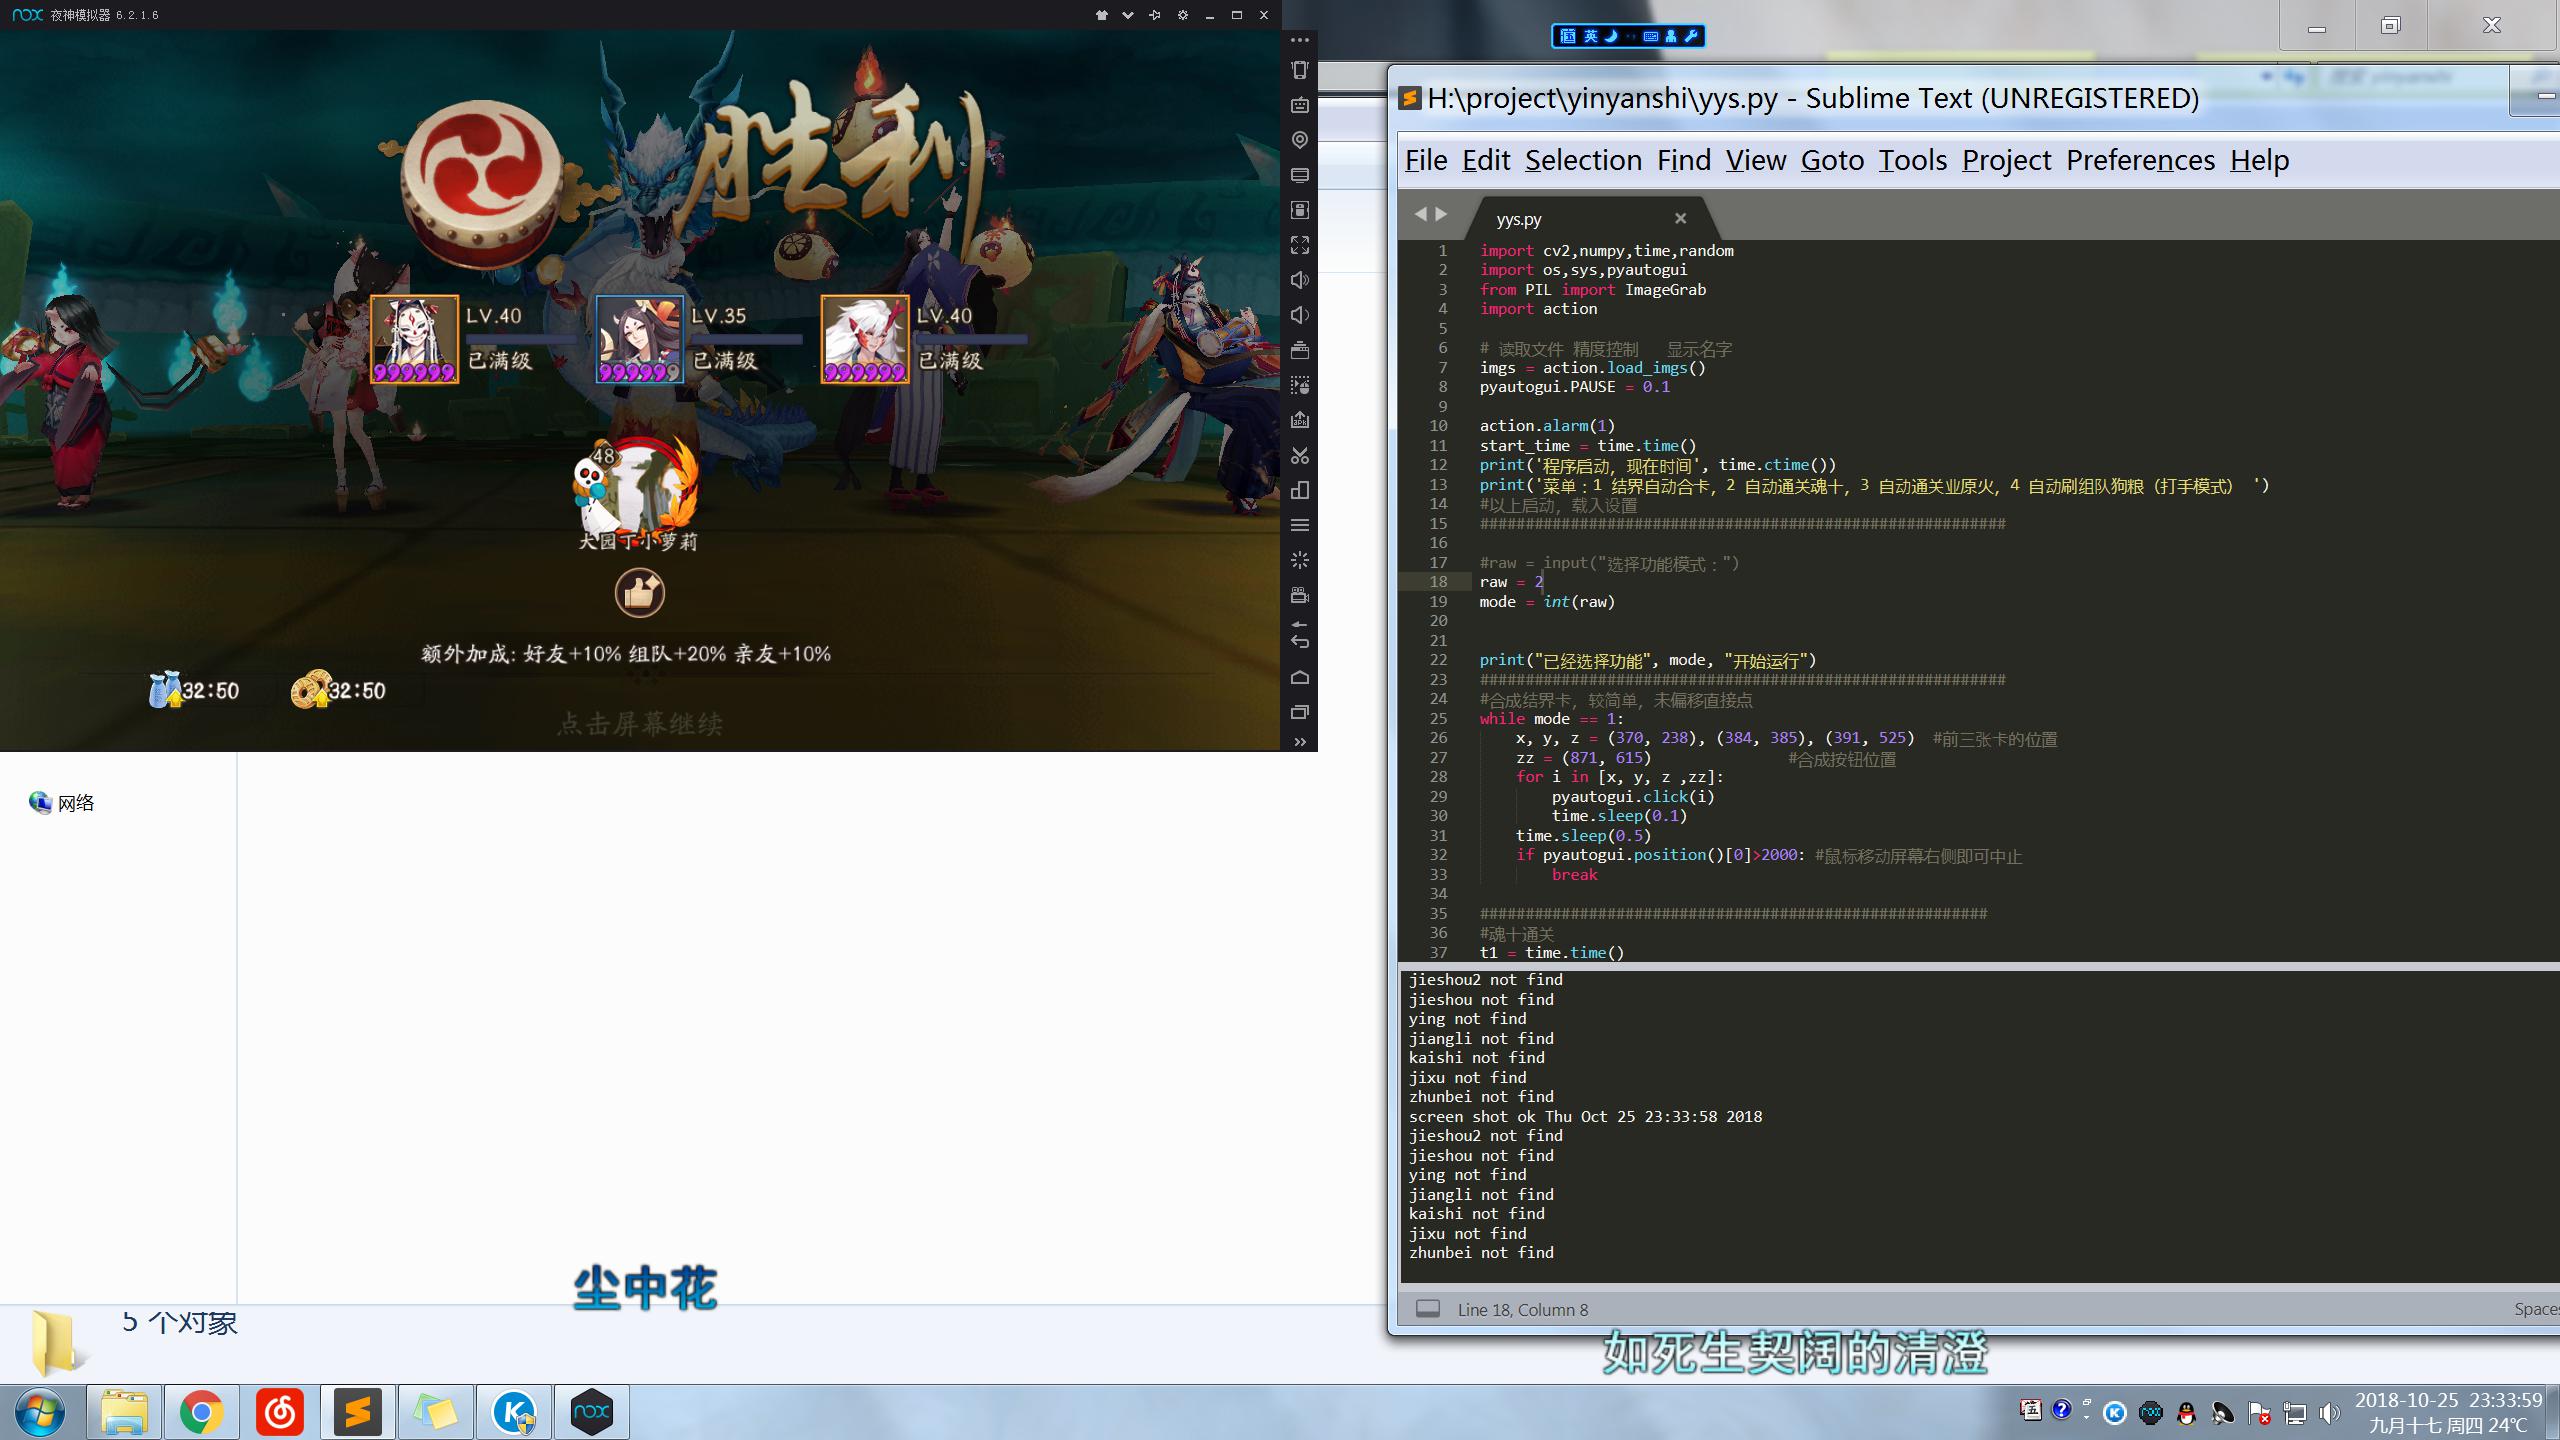 nox 夜神模拟器 6.2.1.6
胜利
LV.40
已满级
LV.35
已满级
LV.40
已满级
48
大园丁小萝莉
额外加成: 好友+10% 组队+20% 亲友+10%
32:50
32:50
点击屏幕继续
网络
5 个对象
尘中花
英
H:\project\yinyanshi\yys.py - Sublime Text (UNREGISTERED)
File Edit Selection Find View Goto Tools Project Preferences Help
yys.py
1 import cv2,numpy,time,random
2 import os,sys,pyautogui
3 from PIL import ImageGrab
4 import action
5
6 # 读取文件 精度控制   显示名字
7 imgs = action.load_imgs()
8 pyautogui.PAUSE = 0.1
9
10 action.alarm(1)
11 start_time = time.time()
12 print('程序启动，现在时间', time.ctime())
13 print('菜单：1 结界自动合卡，2 自动通关魂十，3 自动通关业原火，4 自动刷组队狗粮（打手模式） ')
14 #以上启动，载入设置
15 ##########################################################
16
17 #raw = input("选择功能模式：")
18 raw = 2
19 mode = int(raw)
20
21
22 print("已经选择功能", mode, "开始运行")
23 ##########################################################
24 #合成结界卡，较简单，未偏移直接点
25 while mode == 1:
26     x, y, z = (370, 238), (384, 385), (391, 525)  #前三张卡的位置
27     zz = (871, 615)               #合成按钮位置
28     for i in [x, y, z ,zz]:
29         pyautogui.click(i)
30         time.sleep(0.1)
31     time.sleep(0.5)
32     if pyautogui.position()[0]>2000: #鼠标移动屏幕右侧即可中止
33         break
34
35 ########################################################
36 #魂十通关
37 t1 = time.time()
jieshou2 not find
jieshou not find
ying not find
jiangli not find
kaishi not find
jixu not find
zhunbei not find
screen shot ok Thu Oct 25 23:33:58 2018
jieshou2 not find
jieshou not find
ying not find
jiangli not find
kaishi not find
jixu not find
zhunbei not find
Line 18, Column 8
Spaces
如死生契阔的清澄
nox
2018-10-25 23:33:59
九月十七 周四 24℃